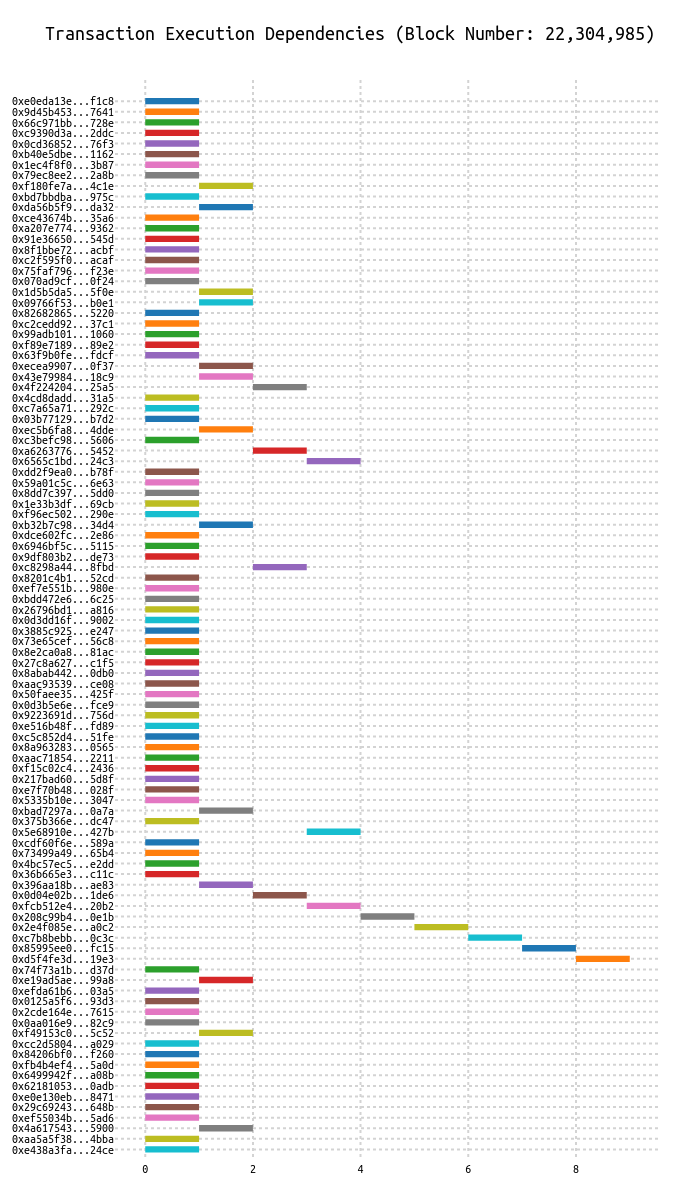 Transaction Execution Dependencies (Block Number: 22,304,985)
0xe0eda13e...f1c8
0x9d45b453...7641
0x66c971bb...728e
0xc9390d3a...2ddc
0x0cd36852...76f3
0xb40e5dbe...1162
0x1ec4f8f0...3b87
0x79ec8ee2...2a8b
0xf180fe7a...4c1e
0xbd7bbdba...975c
0xda56b5f9...da32
0xce43674b...35a6
0xa207e774...9362
0x91e36650...545d
0x8f1bbe72...acbf
0xc2f595f0...acaf
0x75faf796...f23e
0x070ad9cf...0f24
0x1d5b5da5...5f0e
0x09766f53...b0e1
0x82682865...5220
0xc2cedd92...37c1
0x99adb101...1060
0xf89e7189...89e2
0x63f9b0fe...fdcf
0xecea9907...0f37
0x43e79984...18c9
0x4f224204...25a5
0x4cd8dadd...31a5
0xc7a65a71...292c
0x03b77129...b7d2
0xec5b6fa8...4dde
0xc3befc98...5606
0xa6263776...5452
0x6565c1bd...24c3
0xdd2f9ea0...b78f
0x59a01c5c...6e63
0x8dd7c397...5dd0
0x1e33b3df...69cb
0xf96ec502...290e
0xb32b7c98...34d4
0xdce602fc...2e86
0x6946bf5c...5115
0x9df803b2...de73
0xc8298a44...8fbd
0x8201c4b1...52cd
0xef7e551b...980e
0xbdd472e6...6c25
0x26796bd1...a816
0x0d3dd16f...9002
0x3885c925...e247
0x73e65cef...56c8
0x8e2ca0a8...81ac
0x27c8a627...c1f5
0x8abab442...0db0
0xaac93539...ce08
0x50faee35...425f
0x0d3b5e6e...fce9
0x9223691d...756d
0xe516b48f...fd89
0xc5c852d4...51fe
0x8a963283...0565
0xaac71854...2211
0xf15c02c4...2436
0x217bad60...5d8f
0xe7f70b48...028f
0x5335b10e...3047
0xbad7297a...0a7a
0x375b366e...dc47
0x5e68910e...427b
0xcdf60f6e...589a
0x73499a49...65b4
0x4bc57ec5...e2dd
0x36b665e3...c11c
0x396aa18b...ae83
0x0d04e02b...1de6
0xfcb512e4...20b2
0x208c99b4...0e1b
0x2e4f085e...a0c2
0xc7b8bebb...0c3c
0x85995ee0...fc15
0xd5f4fe3d...19e3
0x74f73a1b...d37d
0xe19ad5ae...99a8
0xefda61b6...03a5
0x0125a5f6...93d3
0x2cde164e...7615
0x0aa016e9...82c9
0xf49153c0...5c52
0xcc2d5804...a029
0x84206bf0...f260
0xfb4b4ef4...5a0d
0x6499942f...a08b
0x62181053...0adb
0xe0e130eb...8471
0x29c69243...648b
0xef55034b...5ad6
0x4a617543...5900
0xaa5a5f38...4bba
0xe438a3fa...24ce
0 2 4 6 8